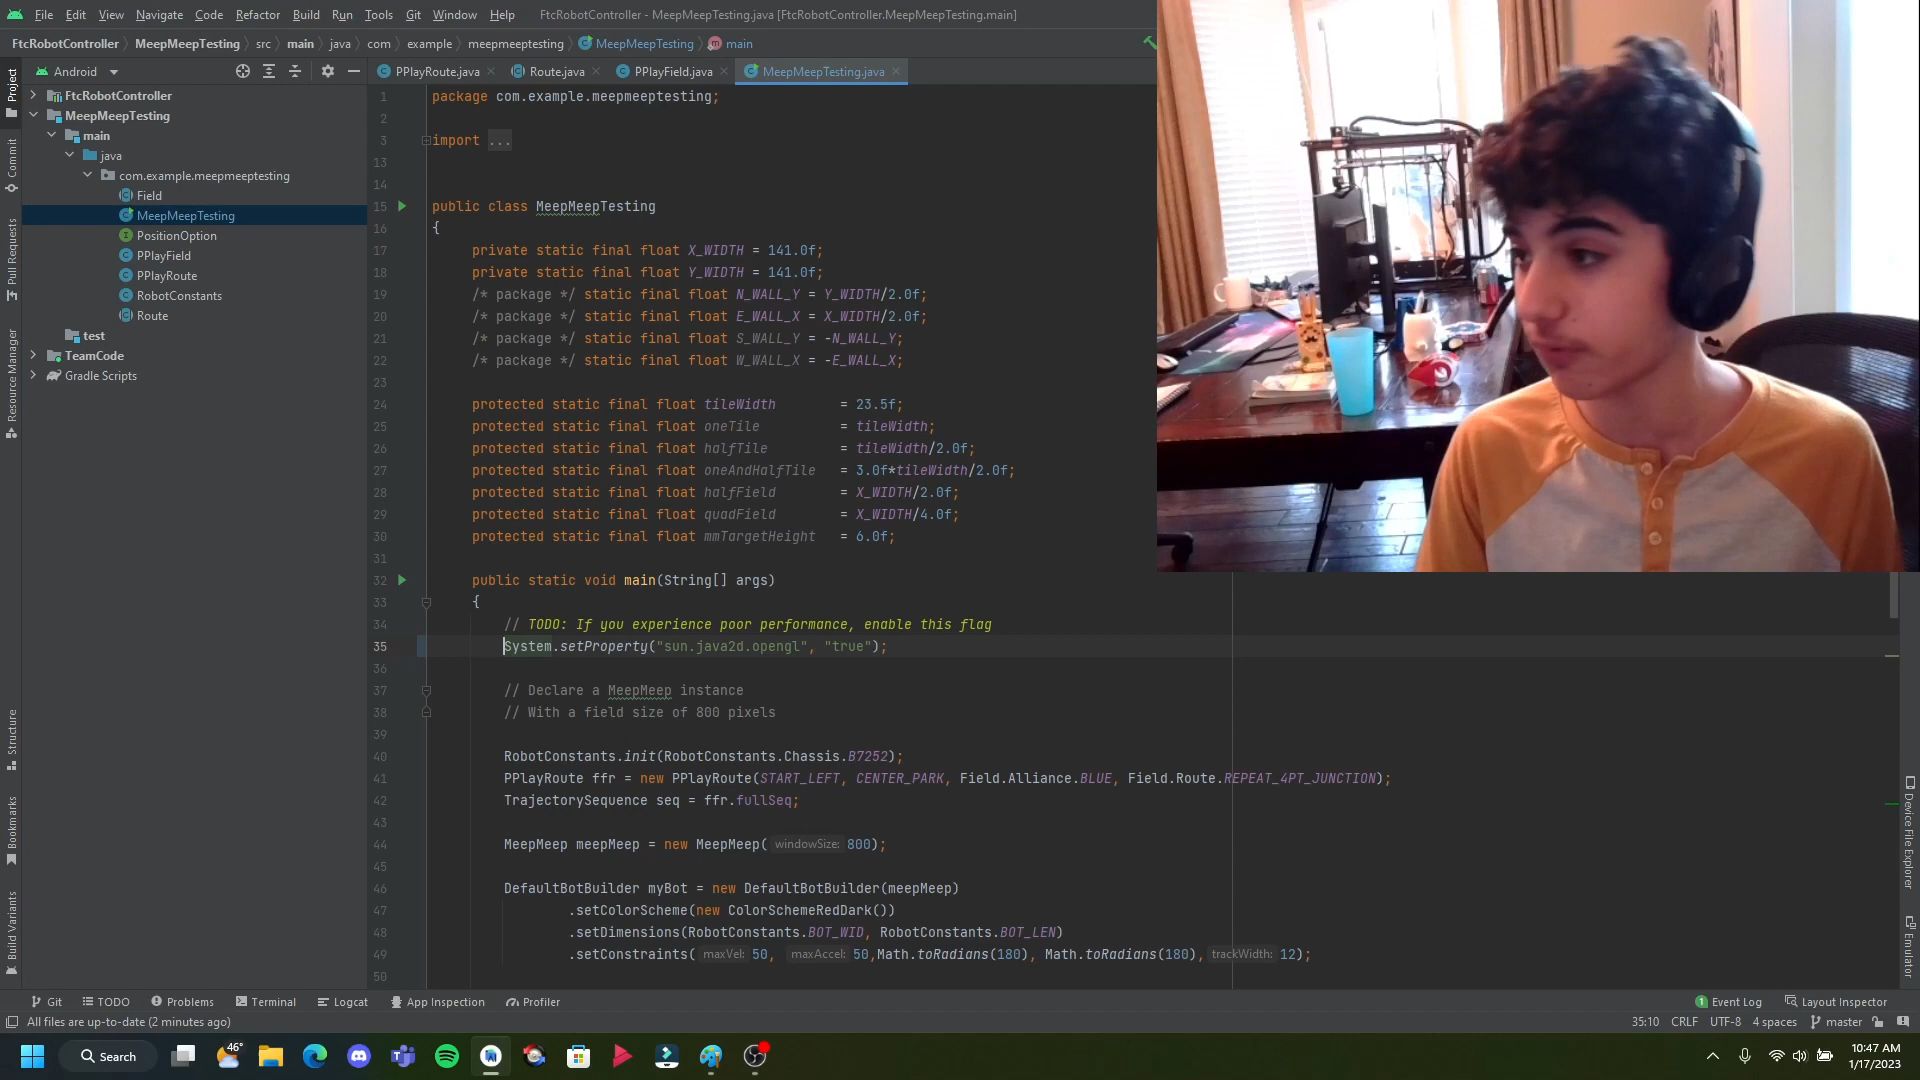 File Edit View Navigate Code Refactor Build Run Tools Git Window Help FtcRobotController - MeepMeepTesting.java [FtcRobotController.MeepMeepTesting.main]
FtcRobotController MeepMeepTesting src main java com example meepmeeptesting MeepMeepTesting main
Android
PPlayRoute.java Route.java PPlayField.java MeepMeepTesting.java
Project
Commit
Pull Requests
Resource Manager
Structure
Bookmarks
Build Variants
FtcRobotController
MeepMeepTesting
main
java
com.example.meepmeeptesting
Field
MeepMeepTesting
PositionOption
PPlayField
PPlayRoute
RobotConstants
Route
test
TeamCode
Gradle Scripts
1 package com.example.meepmeeptesting;
2
3 import ...
13
14
15 public class MeepMeepTesting
16 {
17 private static final float X_WIDTH = 141.0f;
18 private static final float Y_WIDTH = 141.0f;
19 /* package */ static final float N_WALL_Y = Y_WIDTH/2.0f;
20 /* package */ static final float E_WALL_X = X_WIDTH/2.0f;
21 /* package */ static final float S_WALL_Y = -N_WALL_Y;
22 /* package */ static final float W_WALL_X = -E_WALL_X;
23
24 protected static final float tileWidth = 23.5f;
25 protected static final float oneTile = tileWidth;
26 protected static final float halfTile = tileWidth/2.0f;
27 protected static final float oneAndHalfTile = 3.0f*tileWidth/2.0f;
28 protected static final float halfField = X_WIDTH/2.0f;
29 protected static final float quadField = X_WIDTH/4.0f;
30 protected static final float mmTargetHeight = 6.0f;
31
32 public static void main(String[] args)
33 {
34 // TODO: If you experience poor performance, enable this flag
35 System.setProperty("sun.java2d.opengl", "true");
36
37 // Declare a MeepMeep instance
38 // With a field size of 800 pixels
39
40 RobotConstants.init(RobotConstants.Chassis.B7252);
41 PPlayRoute ffr = new PPlayRoute(START_LEFT, CENTER_PARK, Field.Alliance.BLUE, Field.Route.REPEAT_4PT_JUNCTION);
42 TrajectorySequence seq = ffr.fullSeq;
43
44 MeepMeep meepMeep = new MeepMeep( windowSize: 800);
45
46 DefaultBotBuilder myBot = new DefaultBotBuilder(meepMeep)
47 .setColorScheme(new ColorSchemeRedDark())
48 .setDimensions(RobotConstants.BOT_WID, RobotConstants.BOT_LEN)
49 .setConstraints( maxVel: 50, maxAccel: 50,Math.toRadians(180), Math.toRadians(180), trackWidth: 12);
50
Device File Explorer
Emulator
Git TODO Problems Terminal Logcat App Inspection Profiler 1 Event Log Layout Inspector
All files are up-to-date (2 minutes ago) 35:10 CRLF UTF-8 4 spaces master
46°
Search
10:47 AM
1/17/2023